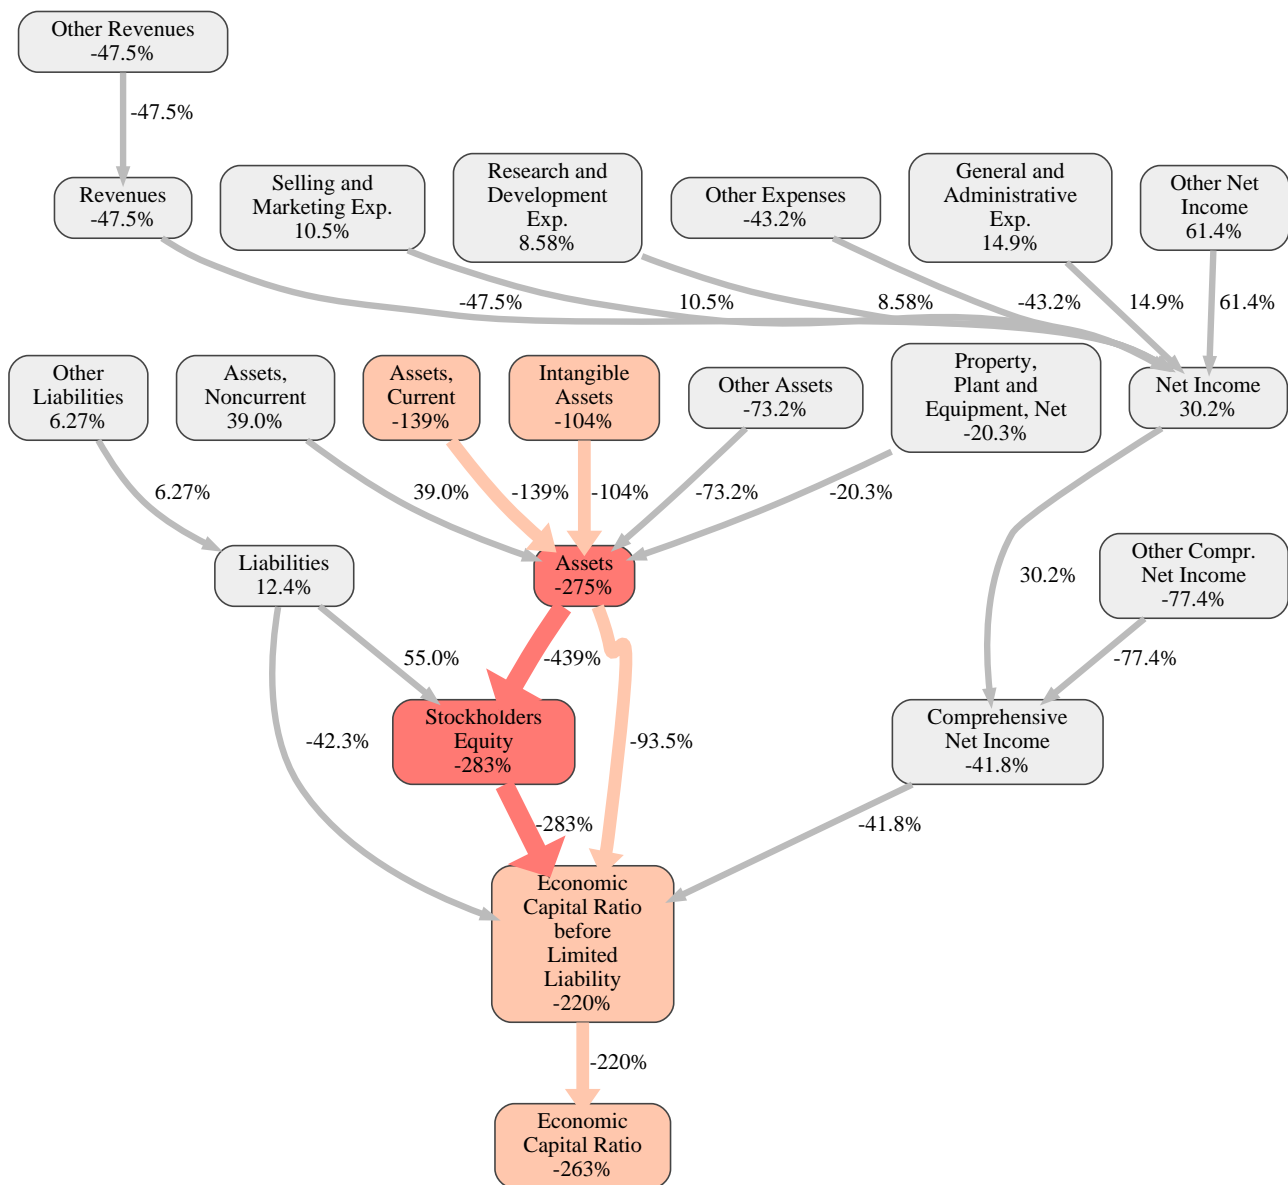 Other Revenues
-47.5%
-47.5%
Revenues
-47.5%
Selling and
Marketing Exp.
10.5%
Research and
Development
Exp.
8.58%
Other Expenses
-43.2%
General and
Administrative
Exp.
14.9%
Other Net
Income
61.4%
-47.5%
10.5%
8.58%
-43.2%
14.9%
61.4%
Other
Liabilities
6.27%
Assets,
Noncurrent
39.0%
Assets,
Current
-139%
Intangible
Assets
-104%
Other Assets
-73.2%
Property,
Plant and
Equipment, Net
-20.3%
Net Income
30.2%
6.27%
39.0%
-139%
-104%
-73.2%
-20.3%
Liabilities
12.4%
Assets
-275%
30.2%
Other Compr.
Net Income
-77.4%
55.0%
-439%
-77.4%
-42.3%
Stockholders
Equity
-283%
-93.5%
Comprehensive
Net Income
-41.8%
-283%
-41.8%
Economic
Capital Ratio
before
Limited
Liability
-220%
-220%
Economic
Capital Ratio
-263%